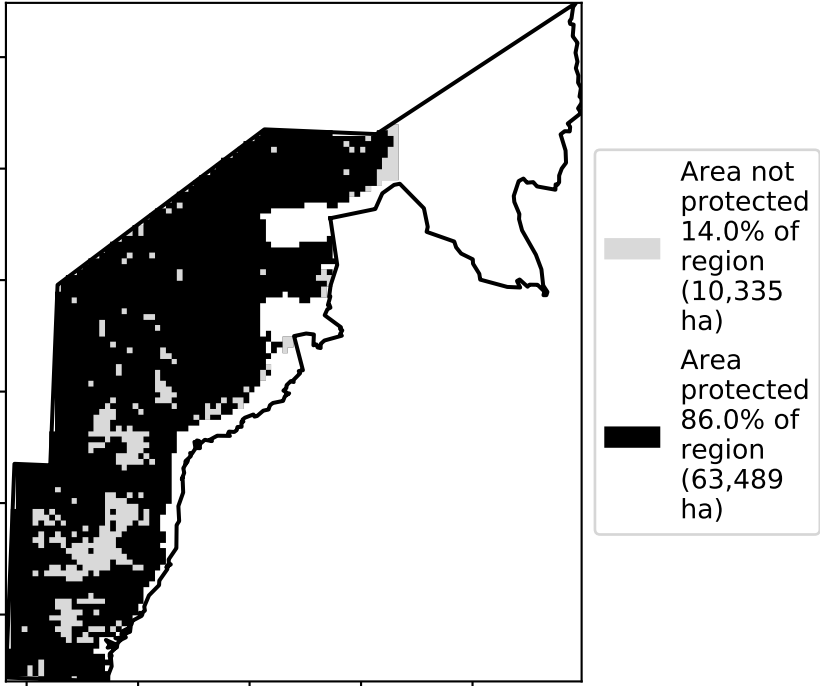 Area not
protected
14.0% of
region
(10,335
ha)
Area
protected
86.0% of
region
(63,489
ha)